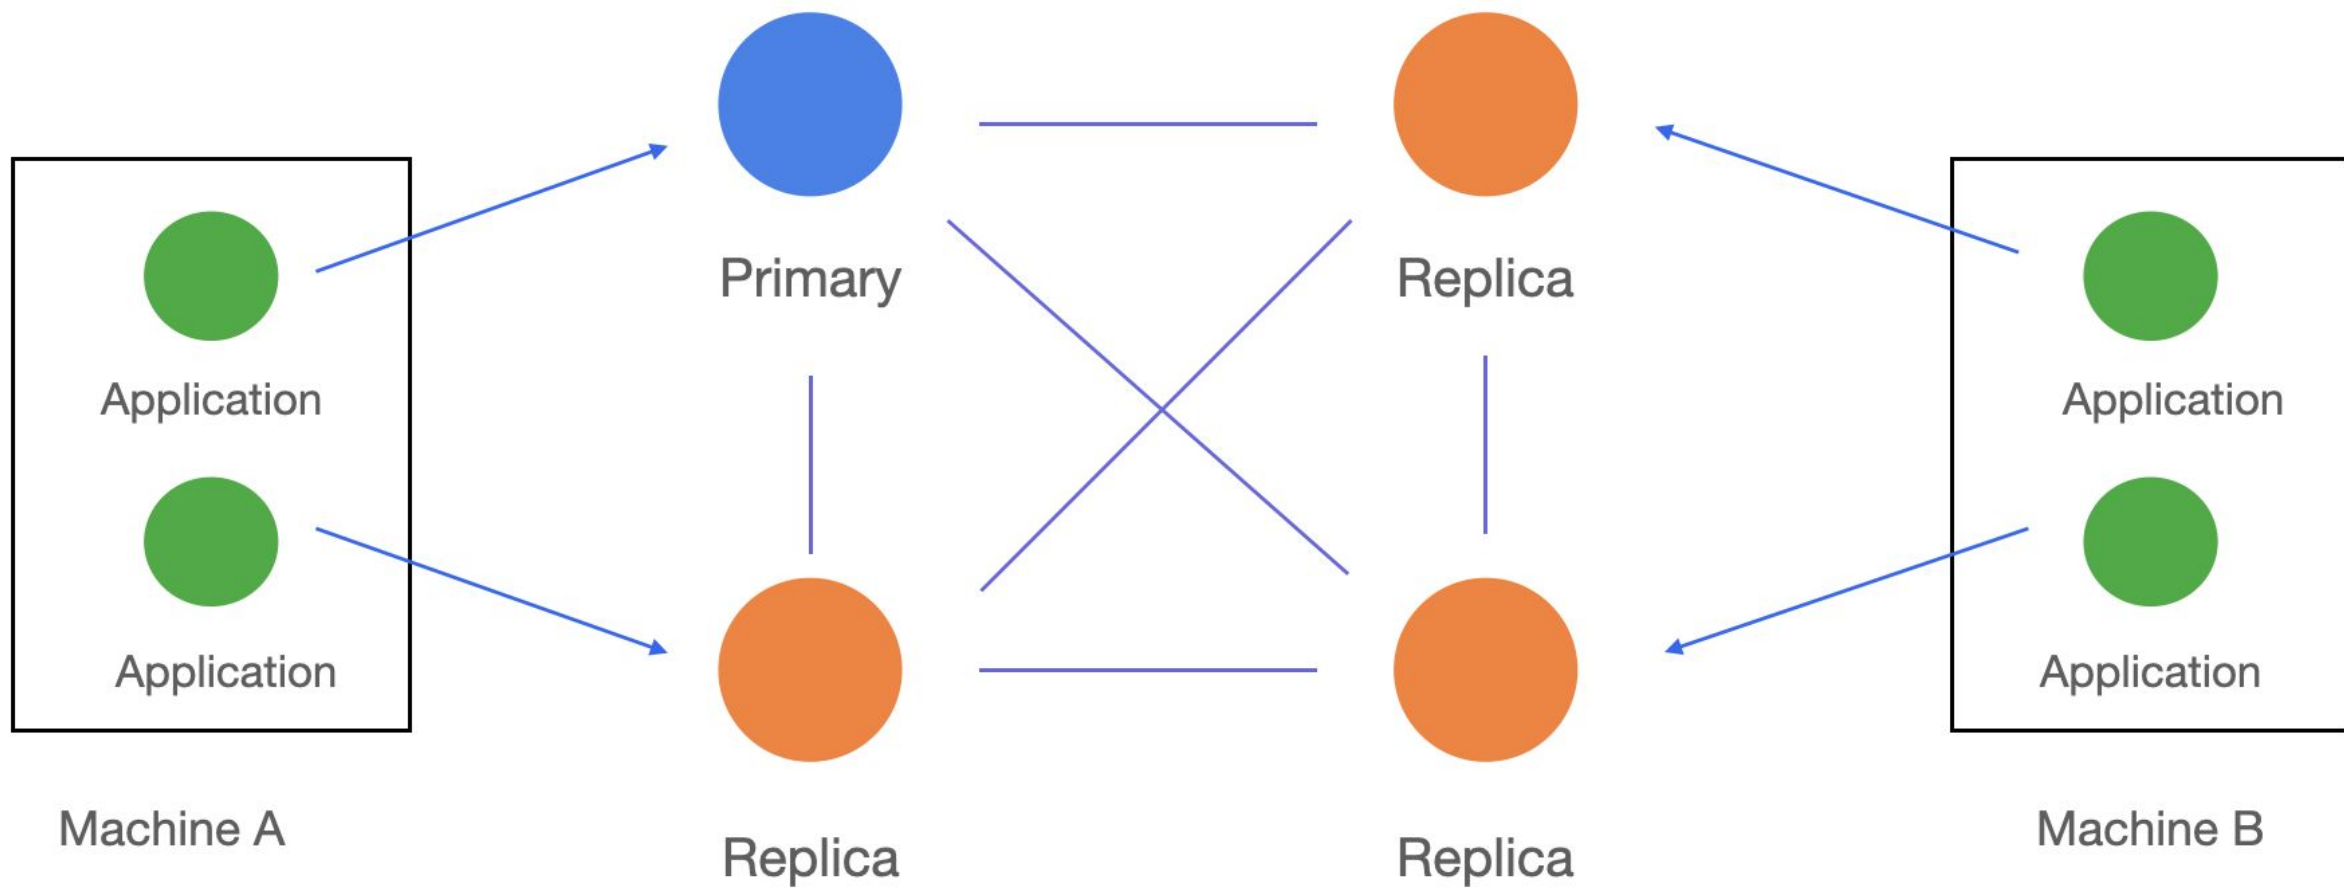 Primary
Replica
Application
Application
Application
Application
Machine A
Replica
Replica
Machine B